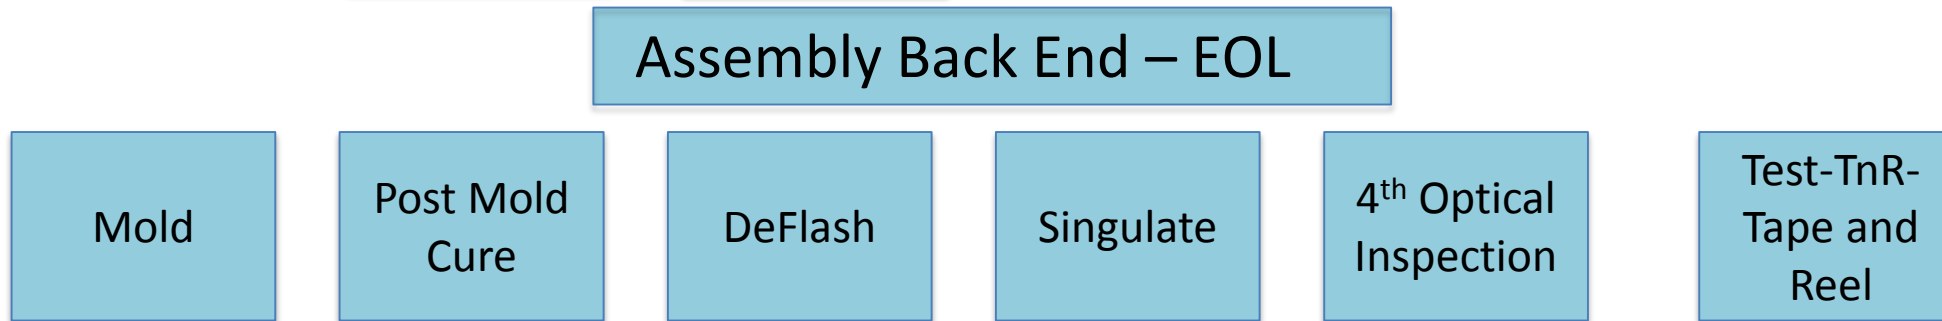 Assembly Back End – EOL
Mold
Post Mold
Cure
DeFlash
Singulate
4th Optical
Inspection
Test-TnR-
Tape and
Reel